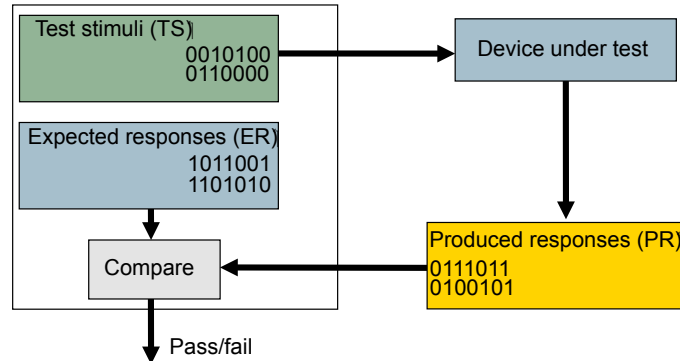 Test stimuli (TS)
0010100
0110000
Device under test
Expected responses (ER)
1011001
1101010
Produced responses (PR)
0111011
0100101
Compare
Pass/fail